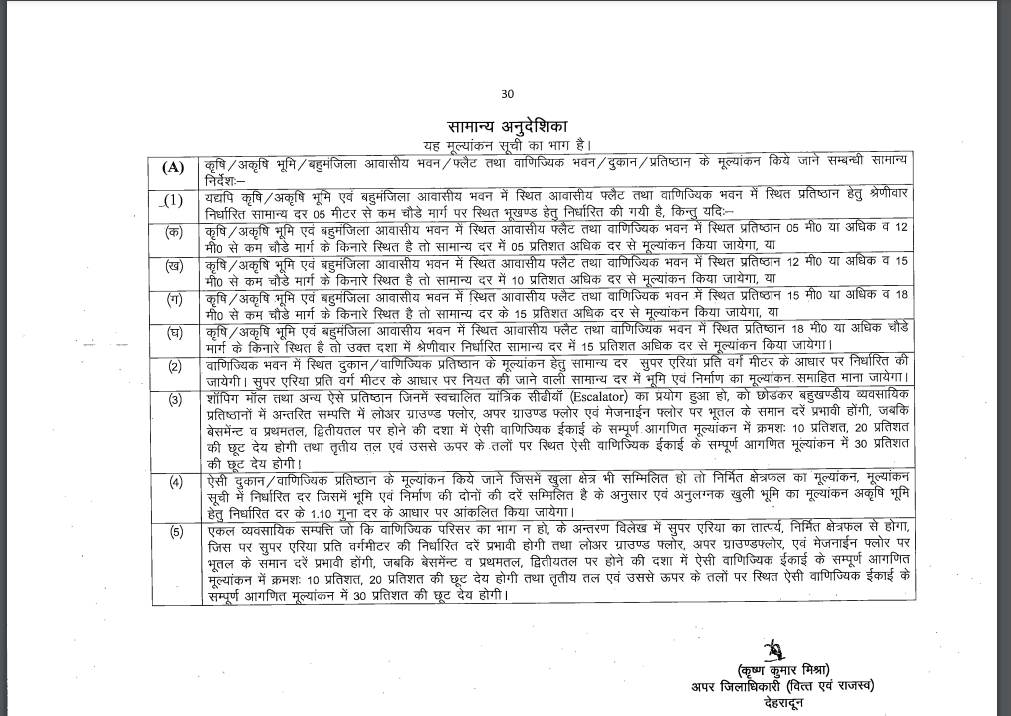 30
सामान्य अनुदेशिका
यह मूल्यांकन सूची का भाग है।
(A) कृषि/अकृषि भूमि/बहुमंजिला आवासीय भवन/फ्लैट तथा वाणिज्यिक भवन/दुकान/प्रतिष्ठान के मूल्यांकन किये जाने सम्बन्धी सामान्य
निर्देशः–
(1) यद्यपि कृषि/अकृषि भूमि एवं बहुमंजिला आवासीय भवन में स्थित आवासीय फ्लैट तथा वाणिज्यिक भवन में स्थित प्रतिष्ठान हेतु श्रेणीवार
निर्धारित सामान्य दर 05 मीटर से कम चौडे मार्ग पर स्थित भूखण्ड हेतु निर्धारित की गयी है, किन्तु यदिः–
(क) कृषि/अकृषि भूमि एवं बहुमंजिला आवासीय भवन में स्थित आवासीय फ्लैट तथा वाणिज्यिक भवन में स्थित प्रतिष्ठान 05 मी0 या अधिक व 12
मी0 से कम चौडे मार्ग के किनारे स्थित है तो सामान्य दर में 05 प्रतिशत अधिक दर से मूल्यांकन किया जायेगा, या
(ख) कृषि/अकृषि भूमि एवं बहुमंजिला आवासीय भवन में स्थित आवासीय फ्लैट तथा वाणिज्यिक भवन में स्थित प्रतिष्ठान 12 मी0 या अधिक व 15
मी0 से कम चौडे मार्ग के किनारे स्थित है तो सामान्य दर में 10 प्रतिशत अधिक दर से मूल्यांकन किया जायेगा, या
(ग) कृषि/अकृषि भूमि एवं बहुमंजिला आवासीय भवन में स्थित आवासीय फ्लैट तथा वाणिज्यिक भवन में स्थित प्रतिष्ठान 15 मी0 या अधिक व 18
मी0 से कम चौडे मार्ग के किनारे स्थित है तो सामान्य दर के 15 प्रतिशत अधिक दर से मूल्यांकन किया जायेगा, या
(घ) कृषि/अकृषि भूमि एवं बहुमंजिला आवासीय भवन में स्थित आवासीय फ्लैट तथा वाणिज्यिक भवन में स्थित प्रतिष्ठान 18 मी0 या अधिक चौडे
मार्ग के किनारे स्थित है तो उक्त दशा में श्रेणीवार निर्धारित सामान्य दर में 15 प्रतिशत अधिक दर से मूल्यांकन किया जायेगा।
(2) वाणिज्यिक भवन में स्थित दुकान/वाणिज्यिक प्रतिष्ठान के मूल्यांकन हेतु सामान्य दर सुपर एरिया प्रति वर्ग मीटर के आधार पर निर्धारित की
जायेगी। सुपर एरिया प्रति वर्ग मीटर के आधार पर नियत की जाने वाली सामान्य दर में भूमि एवं निर्माण का मूल्यांकन समाहित माना जायेगा।
(3) शॉपिंग मॉल तथा अन्य ऐसे प्रतिष्ठान जिनमें स्वचालित यांत्रिक सीढीयॉं (Escalator) का प्रयोग हुआ हो, को छोडकर बहुखण्डीय व्यवसायिक
प्रतिष्ठानों में अन्तरित सम्पत्ति में लोअर ग्राउण्ड फ्लोर, अपर ग्राउण्ड फ्लोर एवं मेजनाईन फ्लोर पर भूतल के समान दरें प्रभावी होंगी, जबकि
बेसमेंन्ट व प्रथमतल, द्वितीयतल पर होने की दशा में ऐसी वाणिज्यिक ईकाई के सम्पूर्ण आगणित मूल्यांकन में क्रमशः 10 प्रतिशत, 20 प्रतिशत
की छूट देय होगी तथा तृतीय तल एवं उससे ऊपर के तलों पर स्थित ऐसी वाणिज्यिक ईकाई के सम्पूर्ण आगणित मूल्यांकन में 30 प्रतिशत
की छूट देय होगी।
(4) ऐसी दुकान/वाणिज्यिक प्रतिष्ठान के मूल्यांकन किये जाने जिसमें खुला क्षेत्र भी सम्मिलित हो तो निर्मित क्षेत्रफल का मूल्यांकन, मूल्यांकन
सूची में निर्धारित दर जिसमें भूमि एवं निर्माण की दोनों की दरें सम्मिलित है के अनुसार एवं अनुलग्नक खुली भूमि का मूल्यांकन अकृषि भूमि
हेतु निर्धारित दर के 1.10 गुना दर के आधार पर आंकलित किया जायेगा।
(5) एकल व्यवसायिक सम्पत्ति जो कि वाणिज्यिक परिसर का भाग न हो, के अन्तरण विलेख में सुपर एरिया का तात्पर्य, निर्मित क्षेत्रफल से होगा,
जिस पर सुपर एरिया प्रति वर्गमीटर की निर्धारित दरें प्रभावी होगी तथा लोअर ग्राउण्ड फ्लोर, अपर ग्राउण्डफ्लोर, एवं मेजनाईन फ्लोर पर
भूतल के समान दरें प्रभावी होंगी, जबकि बेसमेन्ट व प्रथमतल, द्वितीयतल पर होने की दशा में ऐसी वाणिज्यिक ईकाई के सम्पूर्ण आगणित
मूल्यांकन में क्रमशः 10 प्रतिशत, 20 प्रतिशत की छूट देय होगी तथा तृतीय तल एवं उससे ऊपर के तलों पर स्थित ऐसी वाणिज्यिक ईकाई के
सम्पूर्ण आगणित मूल्यांकन में 30 प्रतिशत की छूट देय होगी।
(कृष्ण कुमार मिश्रा)
अपर जिलाधिकारी (वित्त एवं राजस्व)
देहरादून